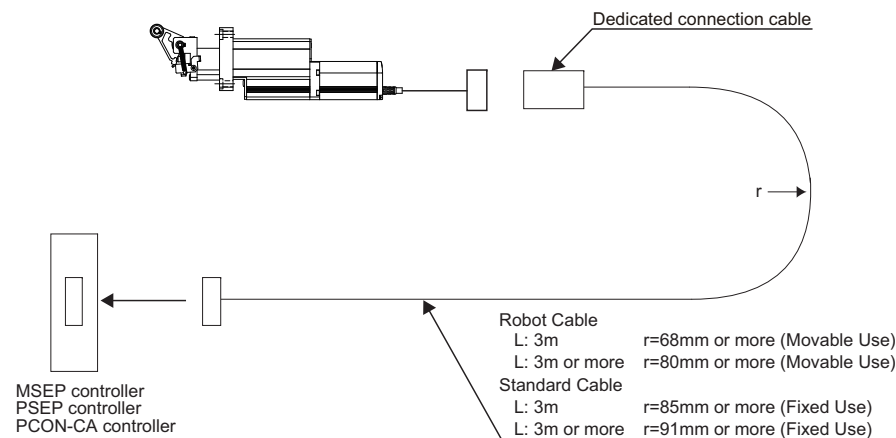 Dedicated connection cable
r
Robot Cable
L: 3m r=68mm or more (Movable Use)
L: 3m or more r=80mm or more (Movable Use)
Standard Cable
L: 3m r=85mm or more (Fixed Use)
L: 3m or more r=91mm or more (Fixed Use)
MSEP controller
PSEP controller
PCON-CA controller